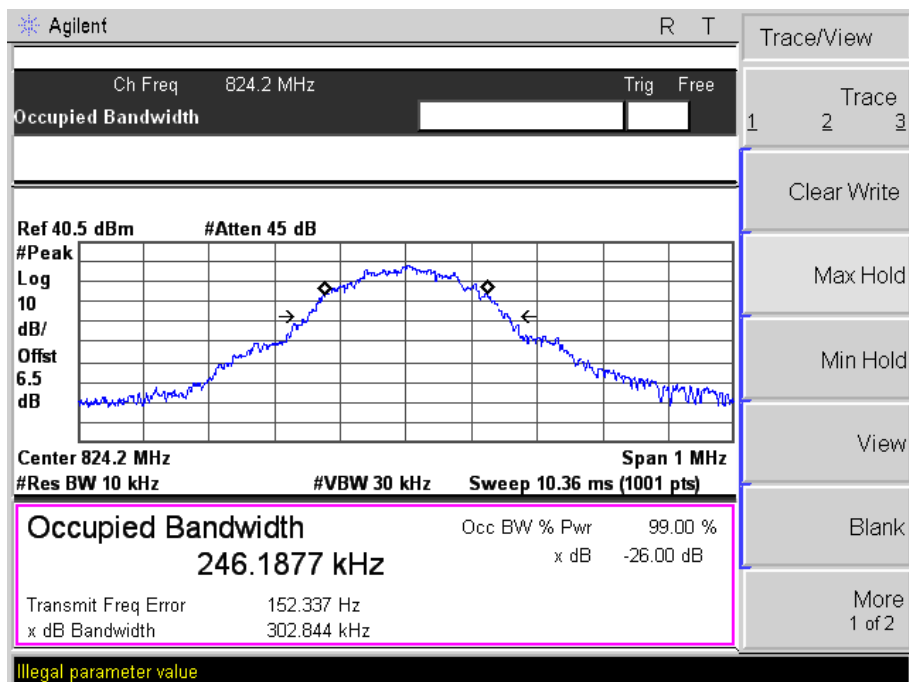 Agilent R T
Ch Freq 824.2 MHz Trig Free
Occupied Bandwidth
Ref 40.5 dBm #Atten 45 dB
#Peak
Log
10
dB/
Offst
6.5
dB
Center 824.2 MHz Span 1 MHz
#Res BW 10 kHz #VBW 30 kHz Sweep 10.36 ms (1001 pts)
Occupied Bandwidth
246.1877 kHz
Occ BW % Pwr 99.00 %
x dB -26.00 dB
Transmit Freq Error 152.337 Hz
x dB Bandwidth 302.844 kHz
Illegal parameter value
Trace/View
Trace
1 2 3
Clear Write
Max Hold
Min Hold
View
Blank
More
1 of 2